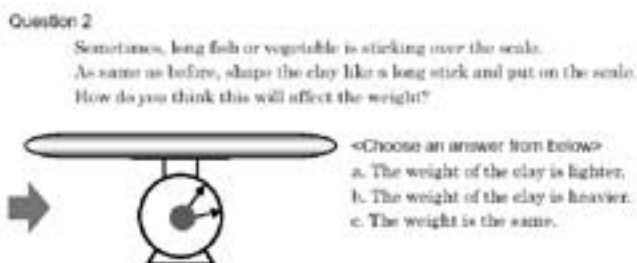 Question 2
Sometimes, long fish or vegetable is sticking over the scale.
As same as before, shape the clay like a long stick and put on the scale.
How do you think this will affect the weight?
<Choose an answer from below>
a. The weight of the clay is lighter.
b. The weight of the clay is heavier.
c. The weight is the same.